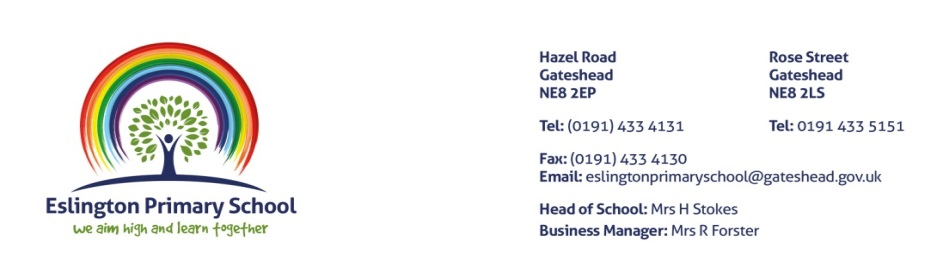 Eslington Primary School
we aim high and learn together
Hazel Road
Gateshead
NE8 2EP
Tel: (0191) 433 4131
Rose Street
Gateshead
NE8 2LS
Tel: 0191 433 5151
Fax: (0191) 433 4130
Email: eslingtonprimaryschool@gateshead.gov.uk
Head of School: Mrs H Stokes
Business Manager: Mrs R Forster